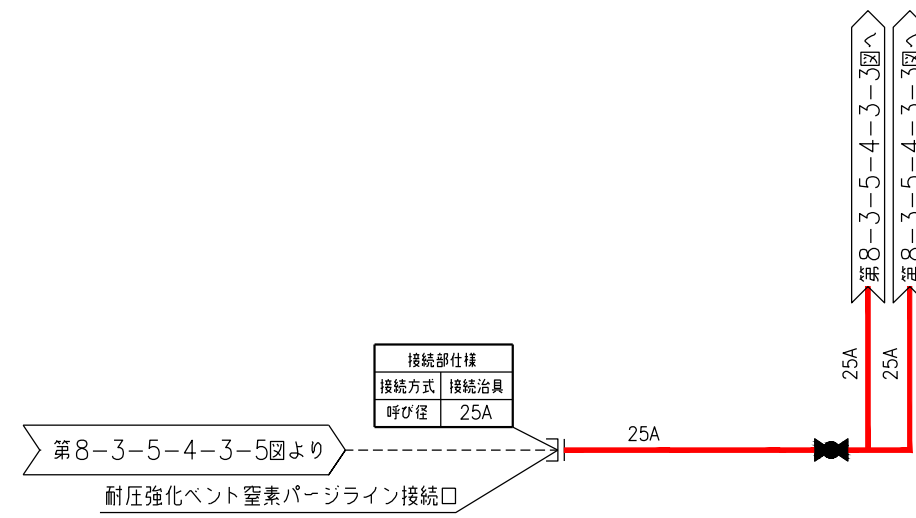 第8-3-5-4-3-3図へ
第8-3-5-4-3-3図へ
25A
25A
接続部仕様
接続方式 接続治具
呼び径 25A
25A
第8-3-5-4-3-5図より
耐圧強化ベント窒素パージライン接続口